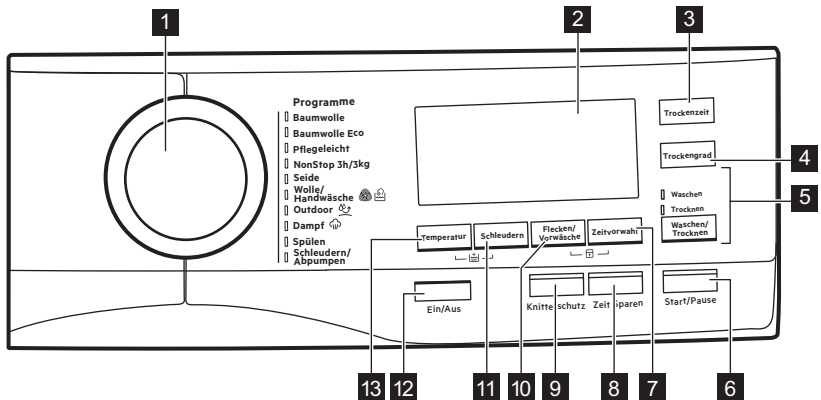 1
2
3
Programme
Baumwolle
Baumwolle Eco
Pflegeleicht
NonStop 3h/3kg
Seide
Wolle/
Handwäsche
Outdoor
Dampf
Spülen
Schleudern/
Abpumpen
Trockenzeit
Trockengrad
4
5
Waschen
Trocknen
Waschen/
Trocknen
Temperatur
Schleudern
Flecken/
Vorwäsche
Zeitvorwahl
Ein/Aus
Knitterschutz
Zeit Sparen
Start/Pause
13
12
11
10
9
8
7
6